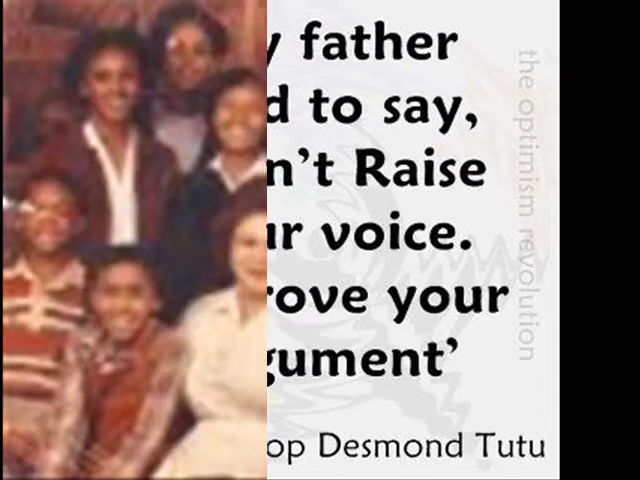 y father
d to say,
n't Raise
ur voice.
rove your
gument'
op Desmond Tutu
the optimism revolution